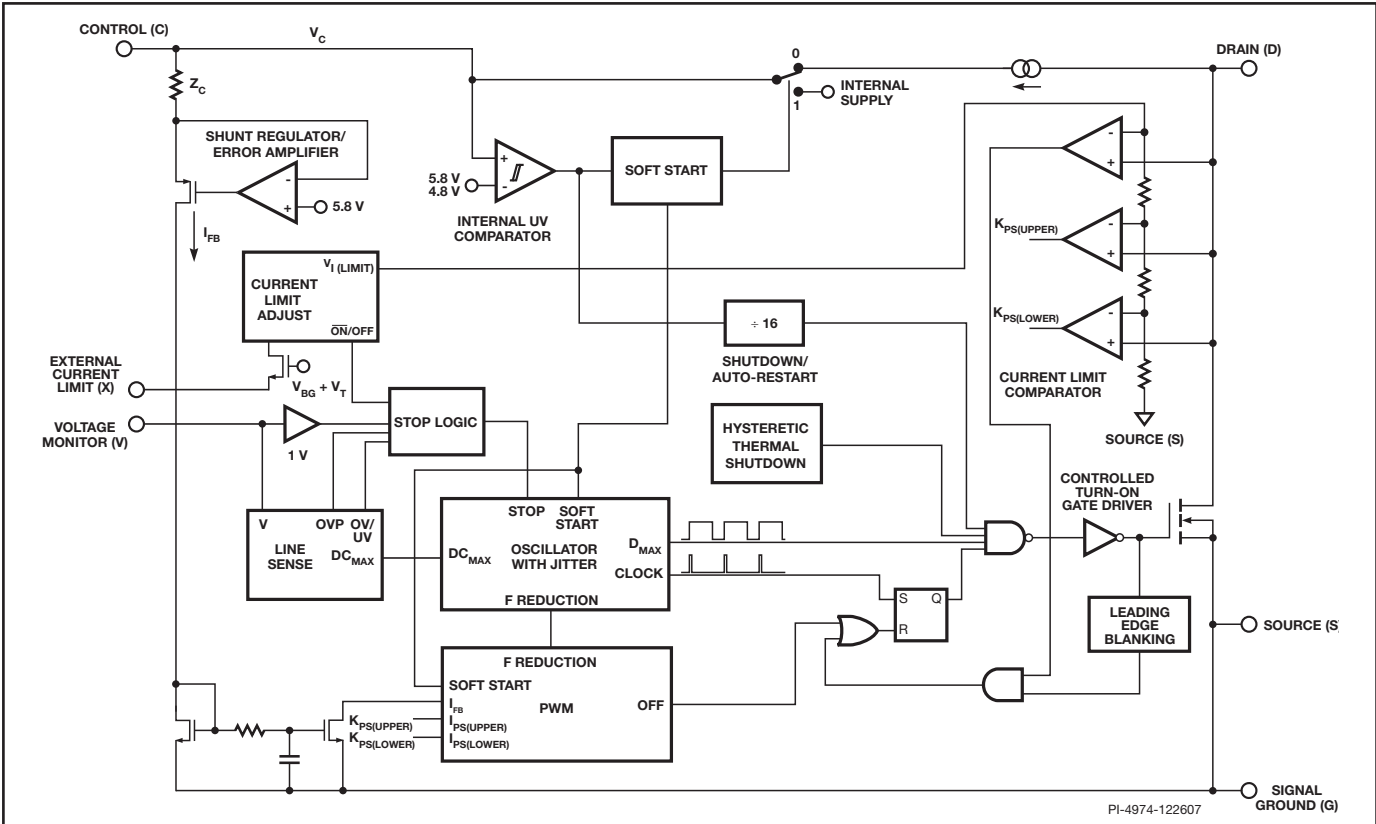 CONTROL (C)
V_C
0
DRAIN (D)
Z_C
INTERNAL
SUPPLY
1
SHUNT REGULATOR/
ERROR AMPLIFIER
-
+
5.8 V
I_FB
+
-
5.8 V
4.8 V
INTERNAL UV
COMPARATOR
SOFT START
-
+
K_PS(UPPER)
-
+
K_PS(LOWER)
-
+
CURRENT LIMIT
COMPARATOR
SOURCE (S)
V_I (LIMIT)
CURRENT
LIMIT
ADJUST
O̅N̅/OFF
÷ 16
SHUTDOWN/
AUTO-RESTART
EXTERNAL
CURRENT
LIMIT (X)
V_BG + V_T
VOLTAGE
MONITOR (V)
1 V
STOP LOGIC
HYSTERETIC
THERMAL
SHUTDOWN
CONTROLLED
TURN-ON
GATE DRIVER
V
OVP
OV/
UV
LINE
SENSE
DC_MAX
STOP
SOFT
START
DC_MAX
OSCILLATOR
WITH JITTER
D_MAX
CLOCK
F REDUCTION
S
Q
R
LEADING
EDGE
BLANKING
SOURCE (S
F REDUCTION
SOFT START
PWM
OFF
I_FB
K_PS(UPPER)
I_PS(UPPER)
K_PS(LOWER)
I_PS(LOWER)
SIGNAL
GROUND (G)
PI-4974-122607